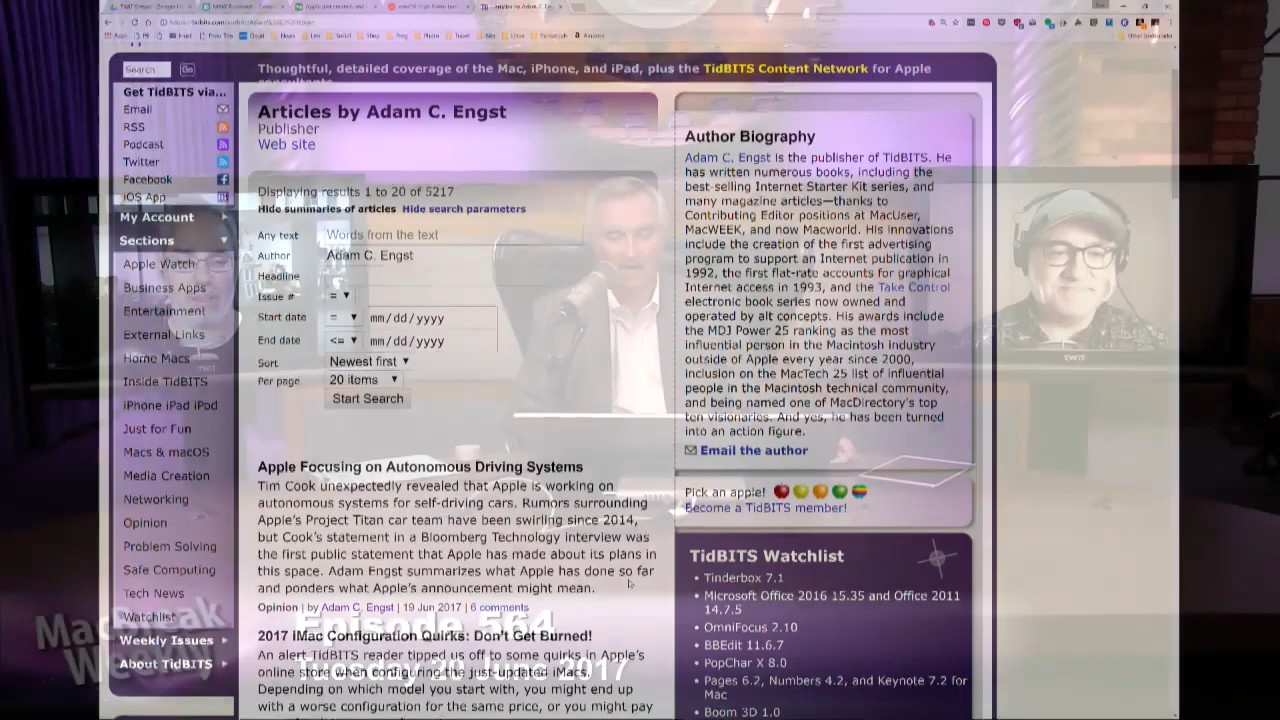 Search
Go
Thoughtful, detailed coverage of the Mac, iPhone, and iPad, plus the TidBITS Content Network for Apple
consultants.
Get TidBITS via...
Email
RSS
Podcast
Twitter
Facebook
iOS App
My Account
Sections
Apple Watch
Business Apps
Entertainment
External Links
Home Macs
Inside TidBITS
iPhone iPad iPod
Just for Fun
Macs & macOS
Media Creation
Networking
Opinion
Problem Solving
Safe Computing
Tech News
Watchlist
Weekly Issues
About TidBITS
Articles by Adam C. Engst
Publisher
Web site
Displaying results 1 to 20 of 5217
Hide summaries of articles Hide search parameters
Any text Words from the text
Author Adam C. Engst
Headline
Issue # =
Start date = mm/dd/yyyy
End date <= mm/dd/yyyy
Sort Newest first
Per page 20 items
Start Search
Apple Focusing on Autonomous Driving Systems
Tim Cook unexpectedly revealed that Apple is working on
autonomous systems for self-driving cars. Rumors surrounding
Apple's Project Titan car team have been swirling since 2014,
but Cook's statement in a Bloomberg Technology interview was
the first public statement that Apple has made about its plans in
this space. Adam Engst summarizes what Apple has done so far
and ponders what Apple's announcement might mean.
Opinion | by Adam C. Engst | 19 Jun 2017 | 6 comments
2017 iMac Configuration Quirks: Don't Get Burned!
An alert TidBITS reader tipped us off to some quirks in Apple's
online store when configuring the just-updated iMacs.
Depending on which model you start with, you might end up
with a worse configuration for the same price, or you might pay
Author Biography
Adam C. Engst is the publisher of TidBITS. He
has written numerous books, including the
best-selling Internet Starter Kit series, and
many magazine articles—thanks to
Contributing Editor positions at MacUser,
MacWEEK, and now Macworld. His innovations
include the creation of the first advertising
program to support an Internet publication in
1992, the first flat-rate accounts for graphical
Internet access in 1993, and the Take Control
electronic book series now owned and
operated by alt concepts. His awards include
the MDJ Power 25 ranking as the most
influential person in the Macintosh industry
outside of Apple every year since 2000,
inclusion on the MacTech 25 list of influential
people in the Macintosh technical community,
and being named one of MacDirectory's top
ten visionaries. And yes, he has been turned
into an action figure.
Email the author
Pick an apple!
Become a TidBITS member!
TidBITS Watchlist
• Tinderbox 7.1
• Microsoft Office 2016 15.35 and Office 2011
14.7.5
• OmniFocus 2.10
• BBEdit 11.6.7
• PopChar X 8.0
• Pages 6.2, Numbers 4.2, and Keynote 7.2 for
Mac
• Boom 3D 1.0
TWiT
MacBreak
Weekly
Episode 564
Tuesday 20 June 2017